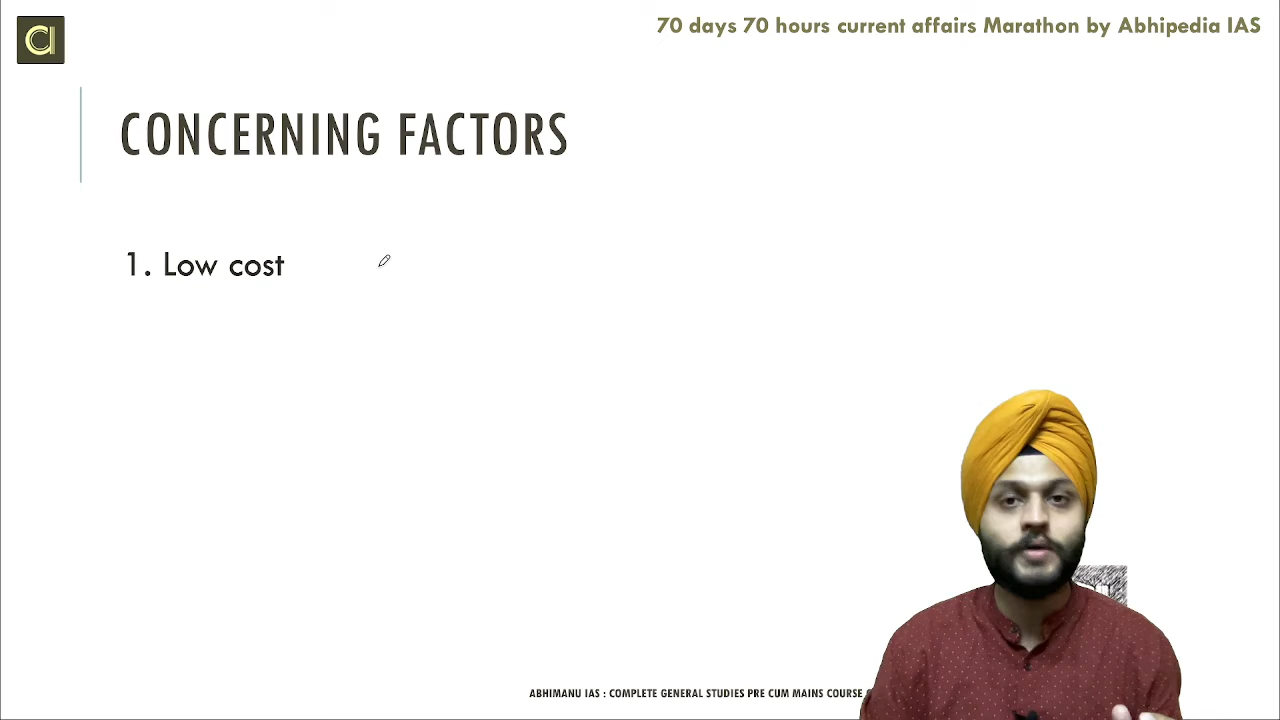 70 days 70 hours current affairs Marathon by Abhipedia IAS
CONCERNING FACTORS
1. Low cost
ABHIMANU IAS : COMPLETE GENERAL STUDIES PRE CUM MAINS COURSE